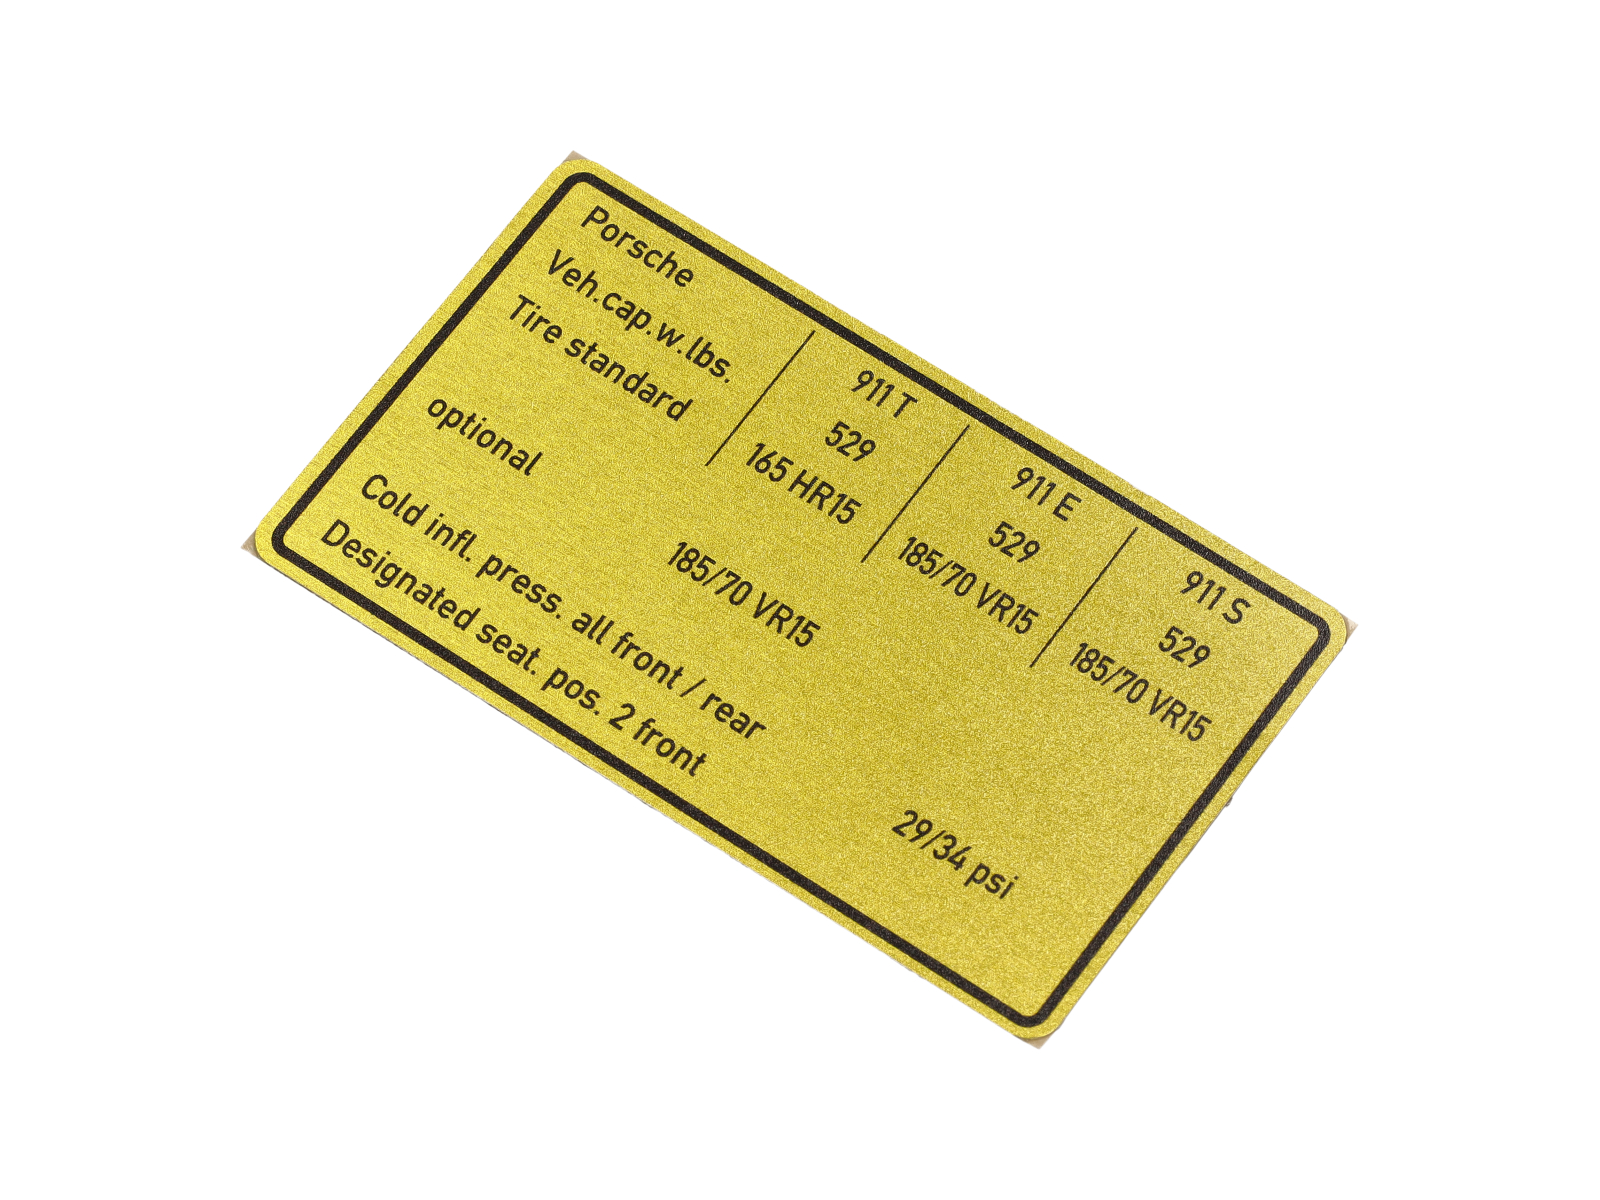 Porsche 911 T 911 E 911 S
Veh.cap.w.lbs. 529 529 529
Tire standard 165 HR15 185/70 VR15 185/70 VR15
optional 185/70 VR15
Cold infl. press. all front / rear 29/34 psi
Designated seat. pos. 2 front